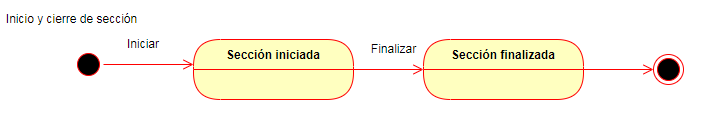 Inicio y cierre de sección
Iniciar
Sección iniciada
Finalizar
Sección finalizada